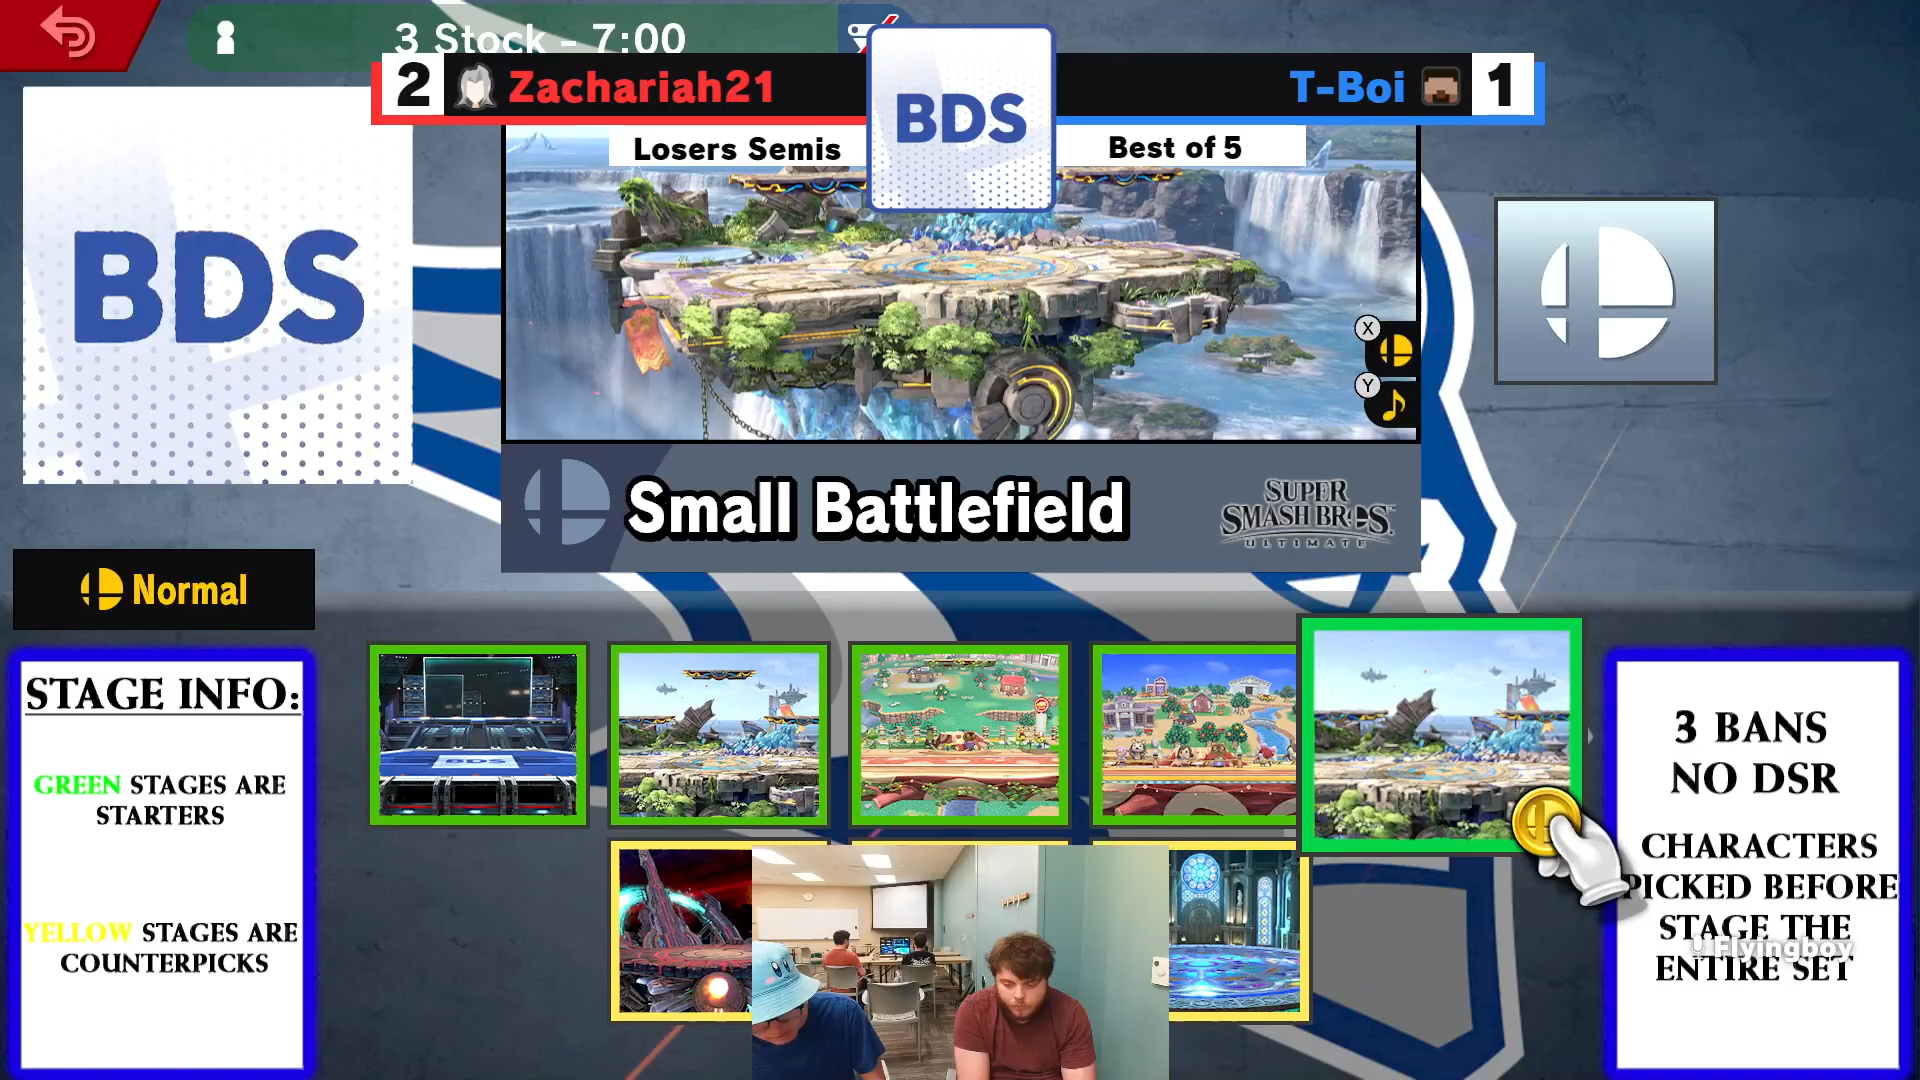 3 Stock - 7:00
2 Zachariah21
T-Boi 1
BDS
Losers Semis
Best of 5
BDS
X
Y
Small Battlefield
SUPER
SMASH BROS.
ULTIMATE
Normal
STAGE INFO:
GREEN STAGES ARE
STARTERS
YELLOW STAGES ARE
COUNTERPICKS
BDS
3 BANS
NO DSR
CHARACTERS
PICKED BEFORE
STAGE THE
Flyingboy
ENTIRE SET